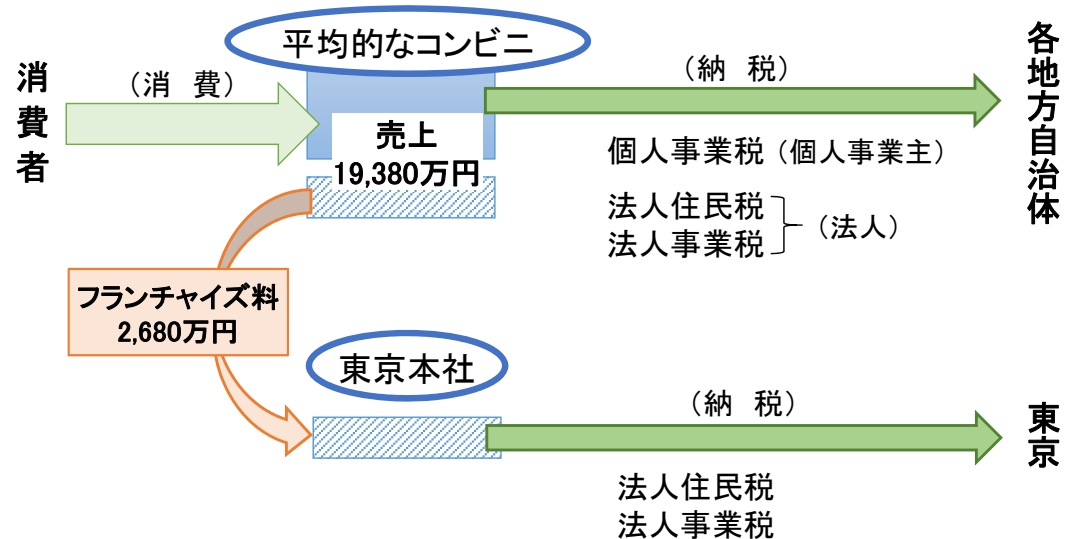 平均的なコンビニ
消費者
（消　費）
売上
19,380万円
（納　税）
各地方自治体
個人事業税（個人事業主）
法人住民税
法人事業税
（法人）
フランチャイズ料
2,680万円
東京本社
（納　税）
東京
法人住民税
法人事業税